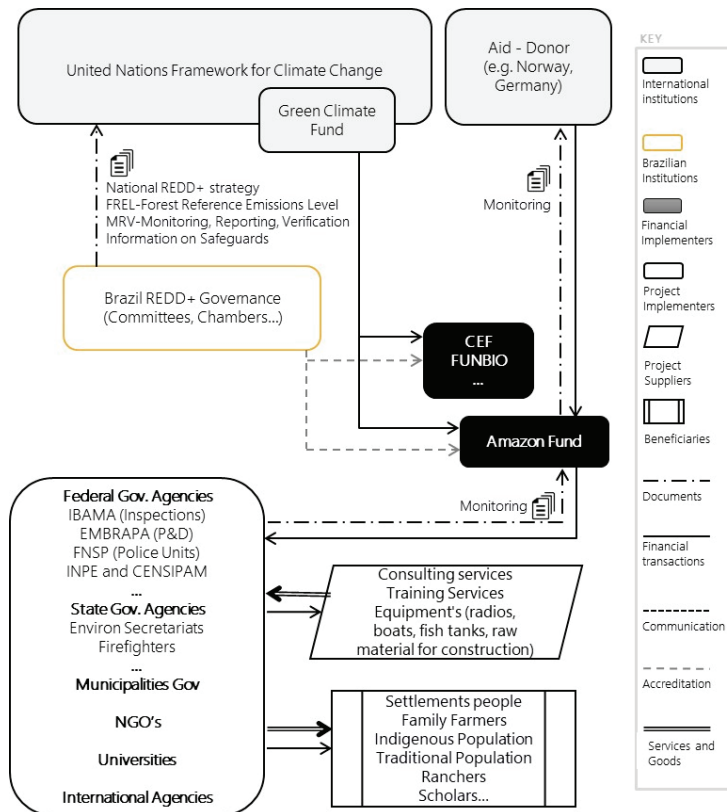 United Nations Framework for Climate Change
Green Climate
Fund
Aid - Donor
(e.g. Norway,
Germany)
National REDD+ strategy
FREL-Forest Reference Emissions Level
MRV-Monitoring, Reporting, Verification
Information on Safeguards
Monitoring
Brazil REDD+ Governance
(Committees, Chambers...)
CEF
FUNBIO
...
Amazon Fund
Monitoring
Federal Gov. Agencies
IBAMA (Inspections)
EMBRAPA (P&D)
FNSP (Police Units)
INPE and CENSIPAM
...
State Gov. Agencies
Environ Secretariats
Firefighters
...
Municipalities Gov
NGO's
Universities
International Agencies
Consulting services
Training Services
Equipment's (radios,
boats, fish tanks, raw
material for construction)
Settlements people
Family Farmers
Indigenous Population
Traditional Population
Ranchers
Scholars...
KEY
International
institutions
Brazilian
Institutions
Financial
Implementers
Project
Implementers
Project
Suppliers
Beneficiaries
Documents
Financial
transactions
Communication
Accreditation
Services and
Goods